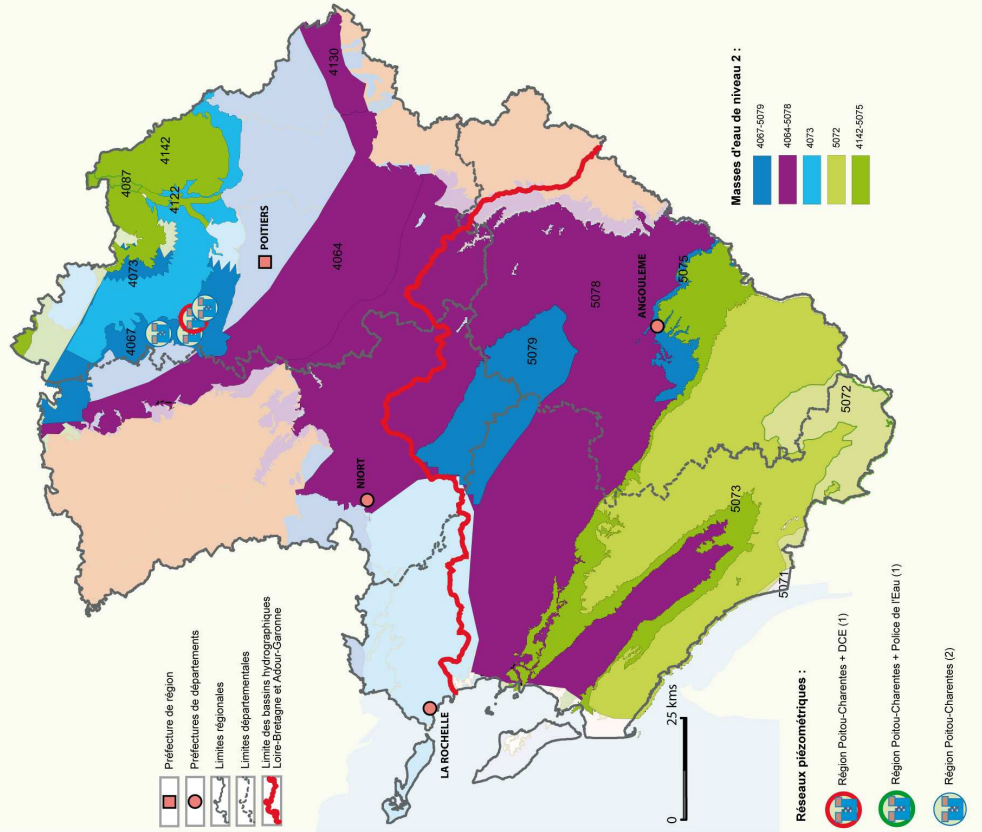 Préfecture de région
Préfectures de départements
Limites régionales
Limites départementales
Limite des bassins hydrographiques
Loire-Bretagne et Adour-Garonne
4067
4073
4087
4122
4142
4130
POITIERS
4064
NIORT
LA ROCHELLE
5079
5078
ANGOULEME
5075
5073
5072
5071
0
25 kms
Réseaux piézométriques :
Région Poitou-Charentes + DCE (1)
Région Poitou-Charentes + Police de l'Eau (1)
Région Poitou-Charentes (2)
Masses d'eau de niveau 2 :
4067-5079
4064-5078
4073
5072
4142-5075